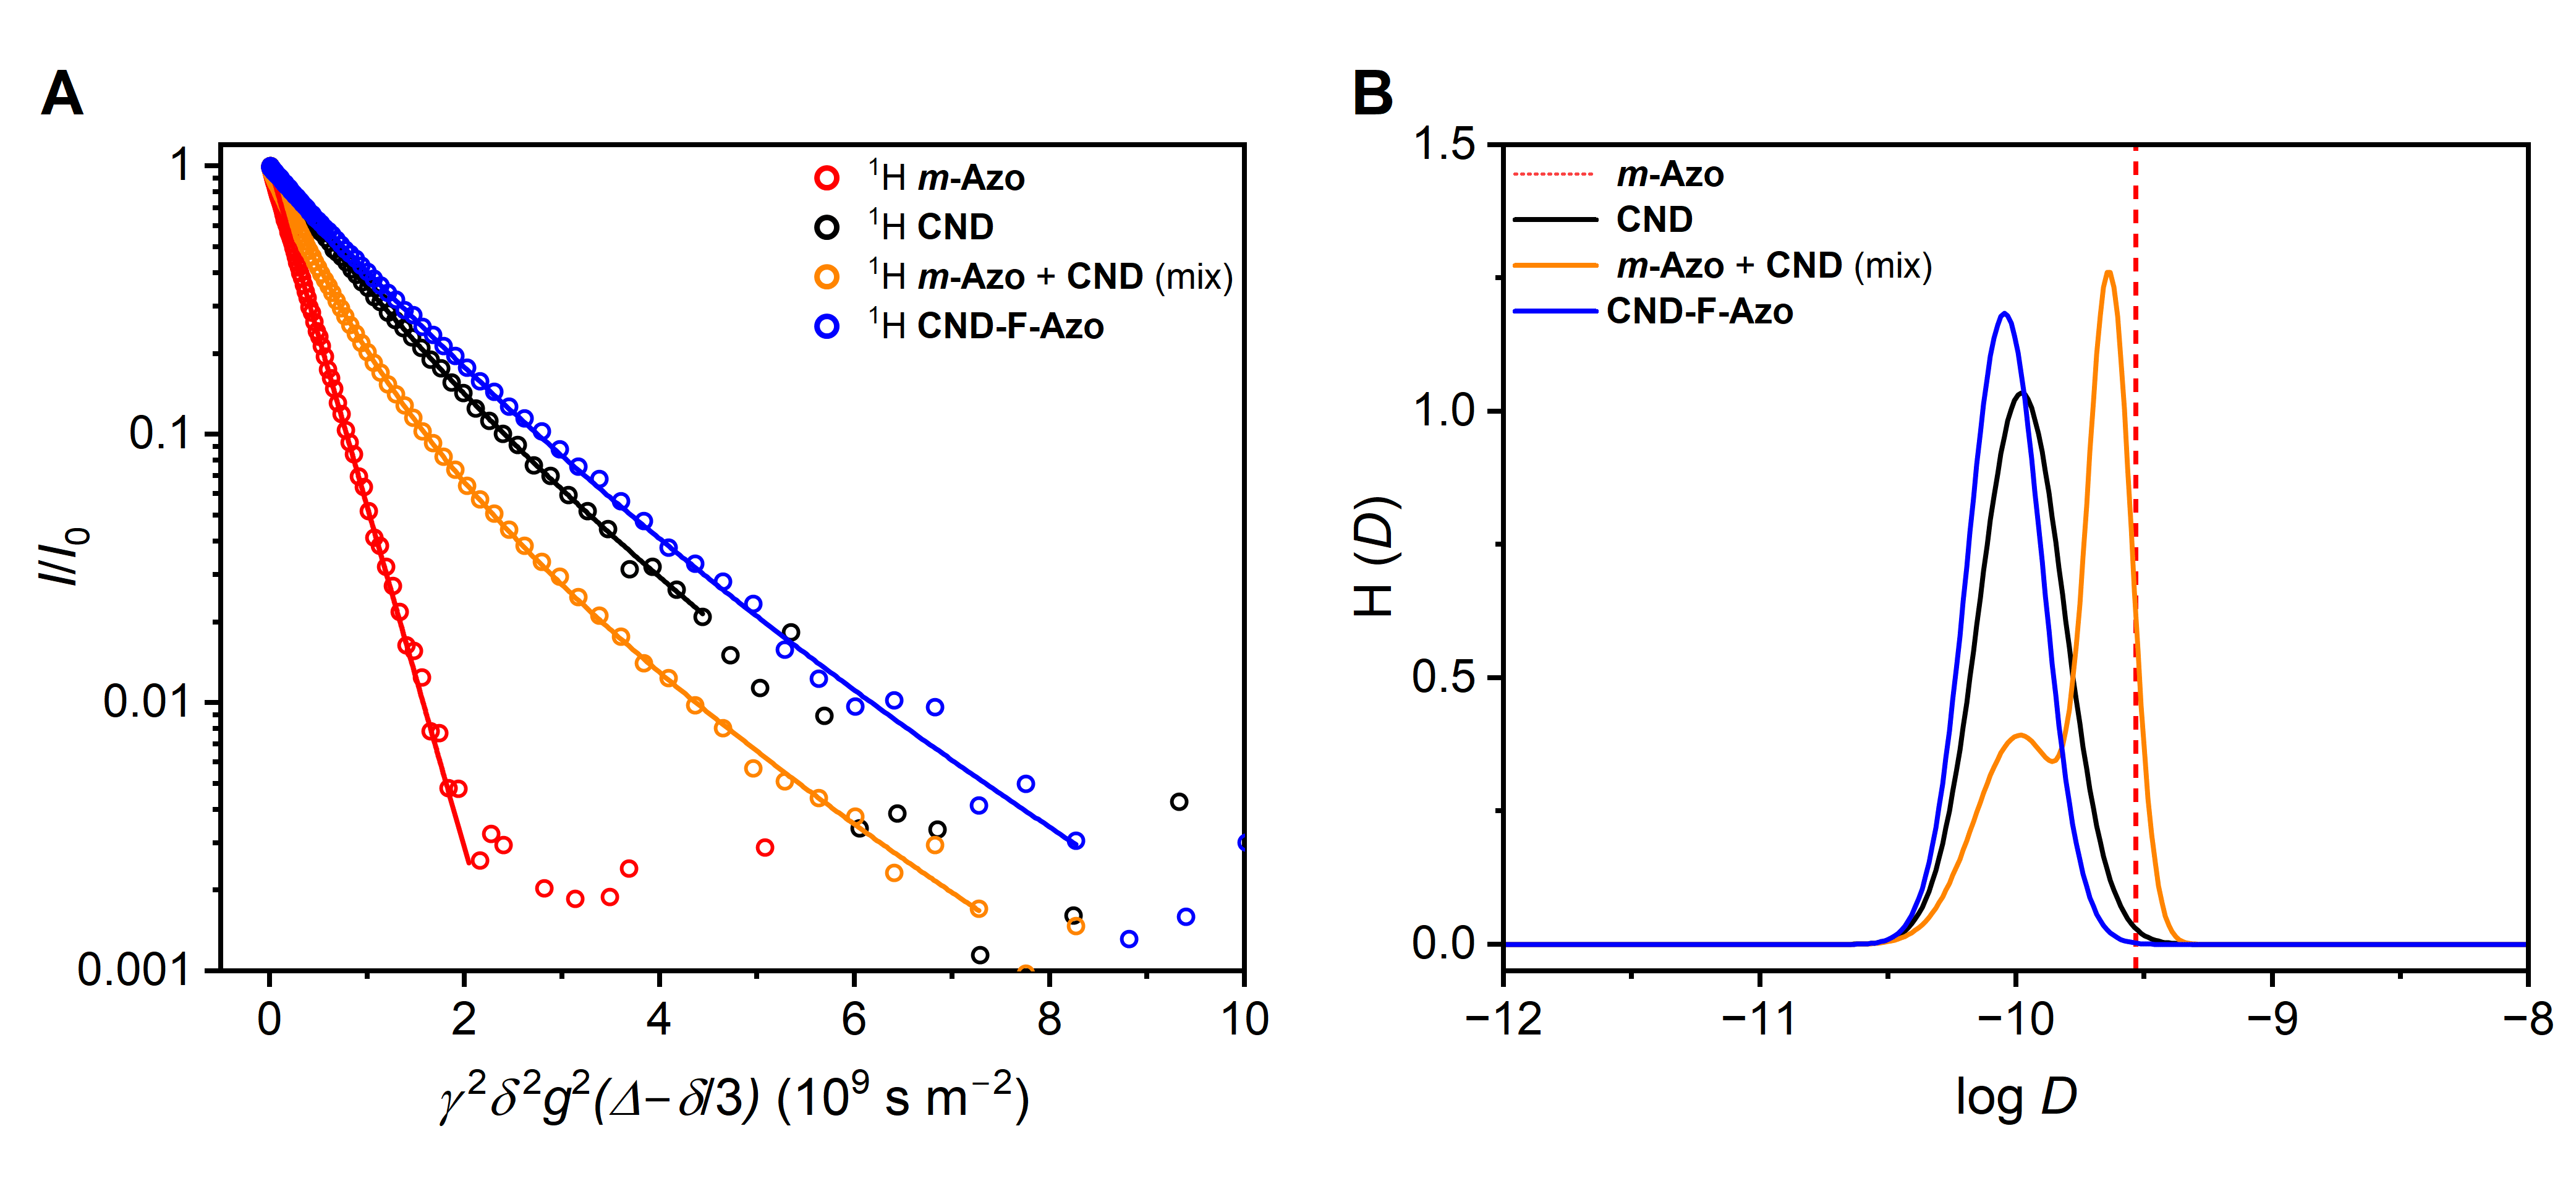 A
1
0.1
0.01
0.001
I/I0
0 2 4 6 8 10
γ²δ²g²(Δ−δ/3) (10⁹ s m⁻²)
¹H m-Azo
¹H CND
¹H m-Azo + CND (mix)
¹H CND-F-Azo
B
1.5
1.0
0.5
0.0
H (D)
−12 −11 −10 −9 −8
log D
m-Azo
CND
m-Azo + CND (mix)
CND-F-Azo